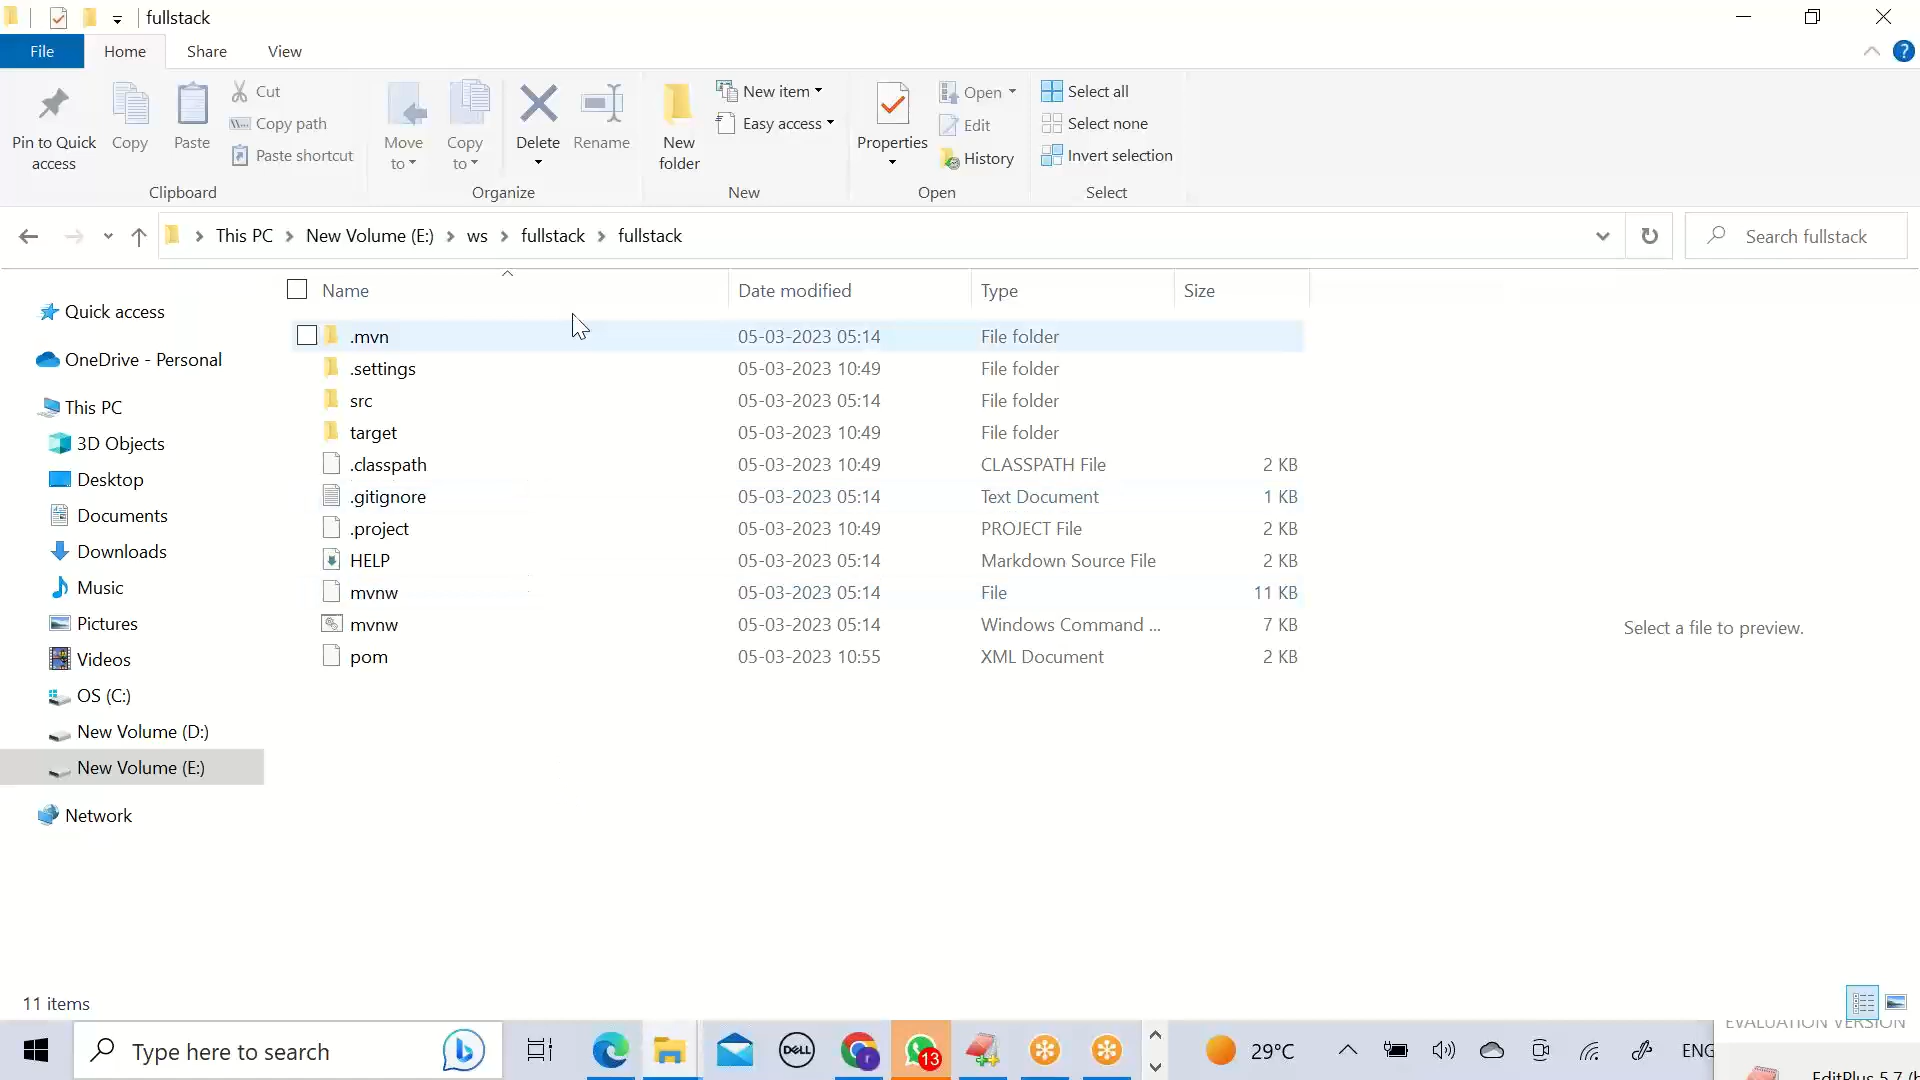 fullstack
File Home Share View
Pin to Quick access
Copy
Paste
Cut
Copy path
Paste shortcut
Clipboard
Move to
Copy to
Delete
Rename
Organize
New folder
New item
Easy access
New
Properties
Open
Edit
History
Open
Select all
Select none
Invert selection
Select
This PC New Volume (E:) ws fullstack fullstack
Search fullstack
Quick access
OneDrive - Personal
This PC
3D Objects
Desktop
Documents
Downloads
Music
Pictures
Videos
OS (C:)
New Volume (D:)
New Volume (E:)
Network
Name Date modified Type Size
.mvn 05-03-2023 05:14 File folder
.settings 05-03-2023 10:49 File folder
src 05-03-2023 05:14 File folder
target 05-03-2023 10:49 File folder
.classpath 05-03-2023 10:49 CLASSPATH File 2 KB
.gitignore 05-03-2023 05:14 Text Document 1 KB
.project 05-03-2023 10:49 PROJECT File 2 KB
HELP 05-03-2023 05:14 Markdown Source File 2 KB
mvnw 05-03-2023 05:14 File 11 KB
mvnw 05-03-2023 05:14 Windows Command ... 7 KB
pom 05-03-2023 10:55 XML Document 2 KB
Select a file to preview.
11 items
EVALUATION VERSION
Type here to search
DELL
r
13
29°C
ENG
EditPlus 5.7